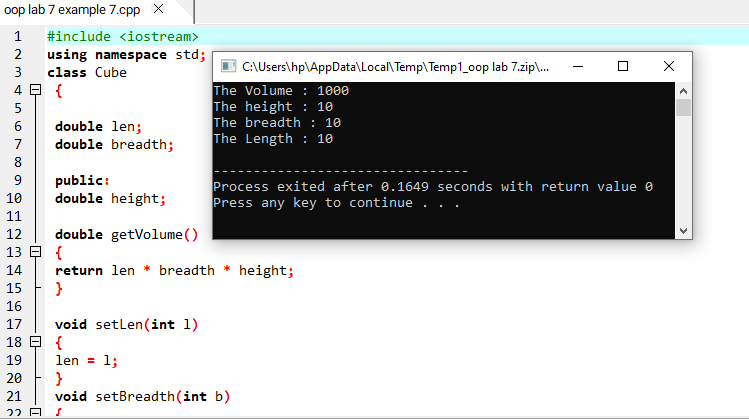 oop lab 7 example 7.cpp
1 #include <iostream>
2 using namespace std;
3 class Cube
4 {
5
6 double len;
7 double breadth;
8
9 public:
10 double height;
11
12 double getVolume()
13 {
14 return len * breadth * height;
15 }
16
17 void setLen(int l)
18 {
19 len = l;
20 }
21 void setBreadth(int b)
22 {
C:\Users\hp\AppData\Local\Temp\Temp1_oop lab 7.zip\...
The Volume : 1000
The height : 10
The breadth : 10
The Length : 10
--------------------------------
Process exited after 0.1649 seconds with return value 0
Press any key to continue . . .